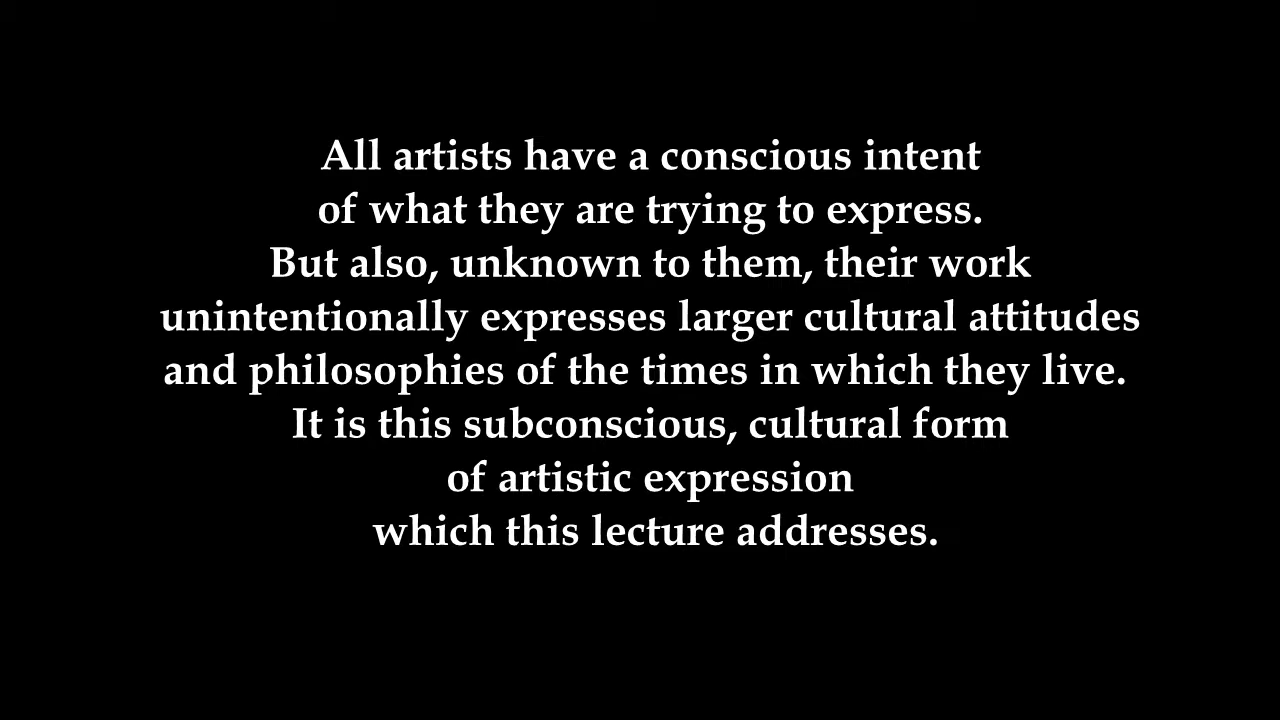 All artists have a conscious intent
of what they are trying to express.
But also, unknown to them, their work
unintentionally expresses larger cultural attitudes
and philosophies of the times in which they live.
It is this subconscious, cultural form
of artistic expression
which this lecture addresses.